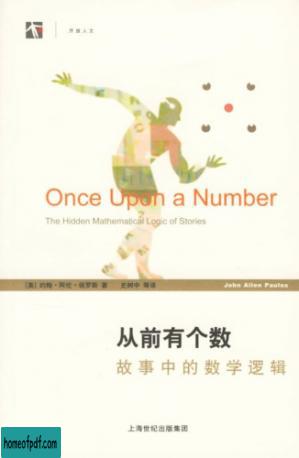 开放人文
Once Upon a Number
The Hidden Mathematical Logic of Stories
[美] 约翰·阿伦·保罗斯 著 史树中 等译
John Allen Paulos
从前有个数
故事中的数学逻辑
上海世纪出版集团
homeofpdf.com
homeofpdf.com